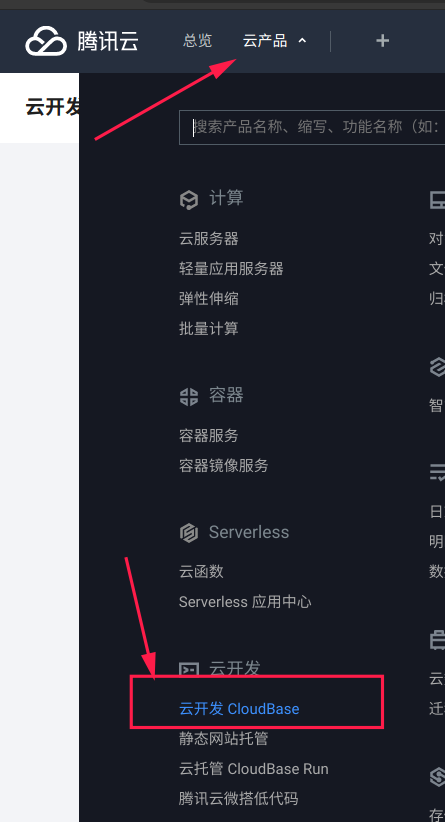 腾讯云
总览
云产品
云开发
搜索产品名称、缩写、功能名称（如：
计算
云服务器
轻量应用服务器
弹性伸缩
批量计算
容器
容器服务
容器镜像服务
Serverless
云函数
Serverless 应用中心
云开发
云开发 CloudBase
静态网站托管
云托管 CloudBase Run
腾讯云微搭低代码
对
文
归
智
日
明
数
云
迁
存